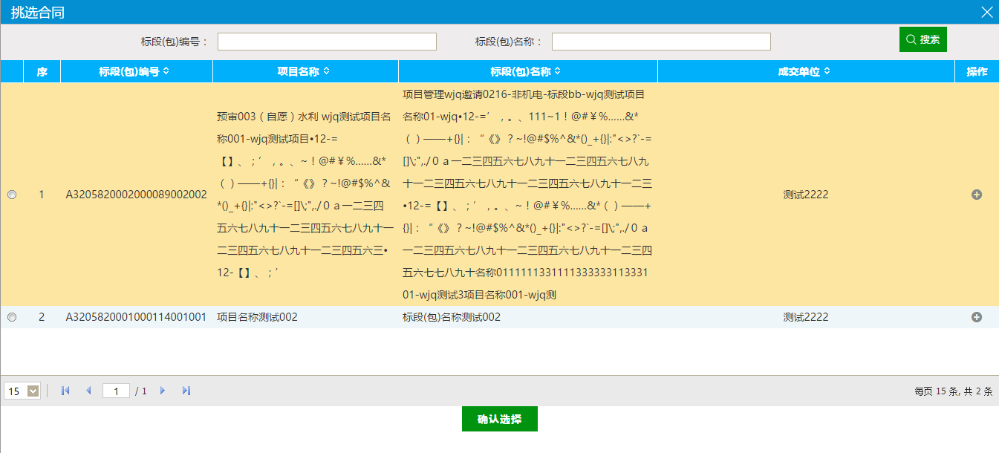 挑选合同
标段(包)编号： 标段(包)名称： 搜索
序 标段(包)编号 项目名称 标段(包)名称 成交单位 操作
1 A3205820002000089002002
预审003（自愿）水利 wjq测试项目名
称001-wjq测试项目•12-=
【】、；′ ，。、~！@#￥%……&*
（）——+{}|：“《》？~!@#$%^&
*()_+{}|:"<>?`-=[]\;",./０ａ一二三四
五六七八九十一二三四五六七八九十一
二三四五六七八九十一二三四五六三•
12-【】、；′
项目管理wjq邀请0216-非机电-标段bb-wjq测试项目
名称01-wjq•12-=′ ，。、111~1！@#￥%……&*
（）——+{}|：“《》？~!@#$%^&*()_+{}|:"<>?`-=
[]\;",./０ａ一二三四五六七八九十一二三四五六七八九
十一二三四五六七八九十一二三四五六七八九十一二三
•12-=【】、；′ ，。、~！@#￥%……&*（）——+
{}|：“《》？~!@#$%^&*()_+{}|:"<>?`-=[]\;",./０ａ
一二三四五六七八九十一二三四五六七八九十一二三四
五六七七八九十名称0111111331111333333113331
01-wjq测试3项目名称001-wjq测
测试2222
2 A3205820001000114001001 项目名称测试002 标段(包)名称测试002 测试2222
15 1 / 1 每页 15 条, 共 2 条
确认选择